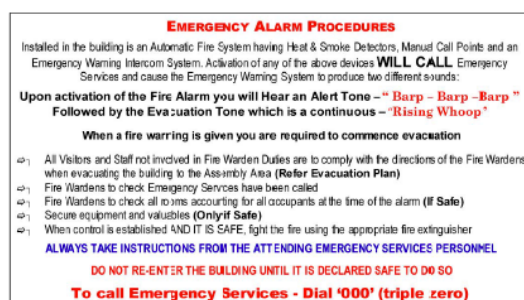 EMERGENCY ALARM PROCEDURES
Installed in the building is an Automatic Fire System having Heat & Smoke Detectors, Manual Call Points and an
Emergency Warning Intercom System. Activation of any of the above devices WILL CALL Emergency
Services and cause the Emergency Warning System to produce two different sounds:
Upon activation of the Fire Alarm you will Hear an Alert Tone – “ Barp – Barp –Barp ”
Followed by the Evacuation Tone which is a continuous – “Rising Whoop”
When a fire warning is given you are required to commence evacuation
All Visitors and Staff not involved in Fire Warden Duties are to comply with the directions of the Fire Wardens
when evacuating the building to the Assembly Area (Refer Evacuation Plan)
Fire Wardens to check Emergency Services have been called
Fire Wardens to check all rooms accounting for all occupants at the time of the alarm (If Safe)
Secure equipment and valuables (Only if Safe)
When control is established AND IT IS SAFE, fight the fire using the appropriate fire extinguisher
ALWAYS TAKE INSTRUCTIONS FROM THE ATTENDING EMERGENCY SERVICES PERSONNEL
DO NOT RE-ENTER THE BUILDING UNTIL IT IS DECLARED SAFE TO DO SO
To call Emergency Services - Dial ‘000’ (triple zero)